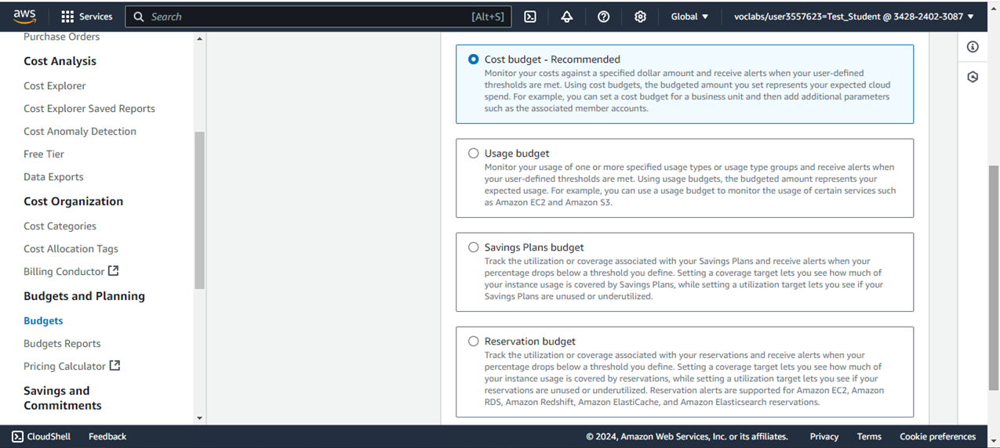 aws
Services
Search
[Alt+S]
Global
voclabs/user3557623=Test_Student @ 3428-2402-3087
Purchase Orders
Cost Analysis
Cost Explorer
Cost Explorer Saved Reports
Cost Anomaly Detection
Free Tier
Data Exports
Cost Organization
Cost Categories
Cost Allocation Tags
Billing Conductor
Budgets and Planning
Budgets
Budgets Reports
Pricing Calculator
Savings and
Commitments
Cost budget - Recommended
Monitor your costs against a specified dollar amount and receive alerts when your user-defined
thresholds are met. Using cost budgets, the budgeted amount you set represents your expected cloud
spend. For example, you can set a cost budget for a business unit and then add additional parameters
such as the associated member accounts.
Usage budget
Monitor your usage of one or more specified usage types or usage type groups and receive alerts when
your user-defined thresholds are met. Using usage budgets, the budgeted amount represents your
expected usage. For example, you can use a usage budget to monitor the usage of certain services such
as Amazon EC2 and Amazon S3.
Savings Plans budget
Track the utilization or coverage associated with your Savings Plans and receive alerts when your
percentage drops below a threshold you define. Setting a coverage target lets you see how much of
your instance usage is covered by Savings Plans, while setting a utilization target lets you see if your
Savings Plans are unused or underutilized.
Reservation budget
Track the utilization or coverage associated with your reservations and receive alerts when your
percentage drops below a threshold you define. Setting a coverage target lets you see how much of
your instance usage is covered by reservations, while setting a utilization target lets you see if your
reservations are unused or underutilized. Reservation alerts are supported for Amazon EC2, Amazon
RDS, Amazon Redshift, Amazon ElastiCache, and Amazon Elasticsearch reservations.
CloudShell
Feedback
© 2024, Amazon Web Services, Inc. or its affiliates.
Privacy
Terms
Cookie preferences